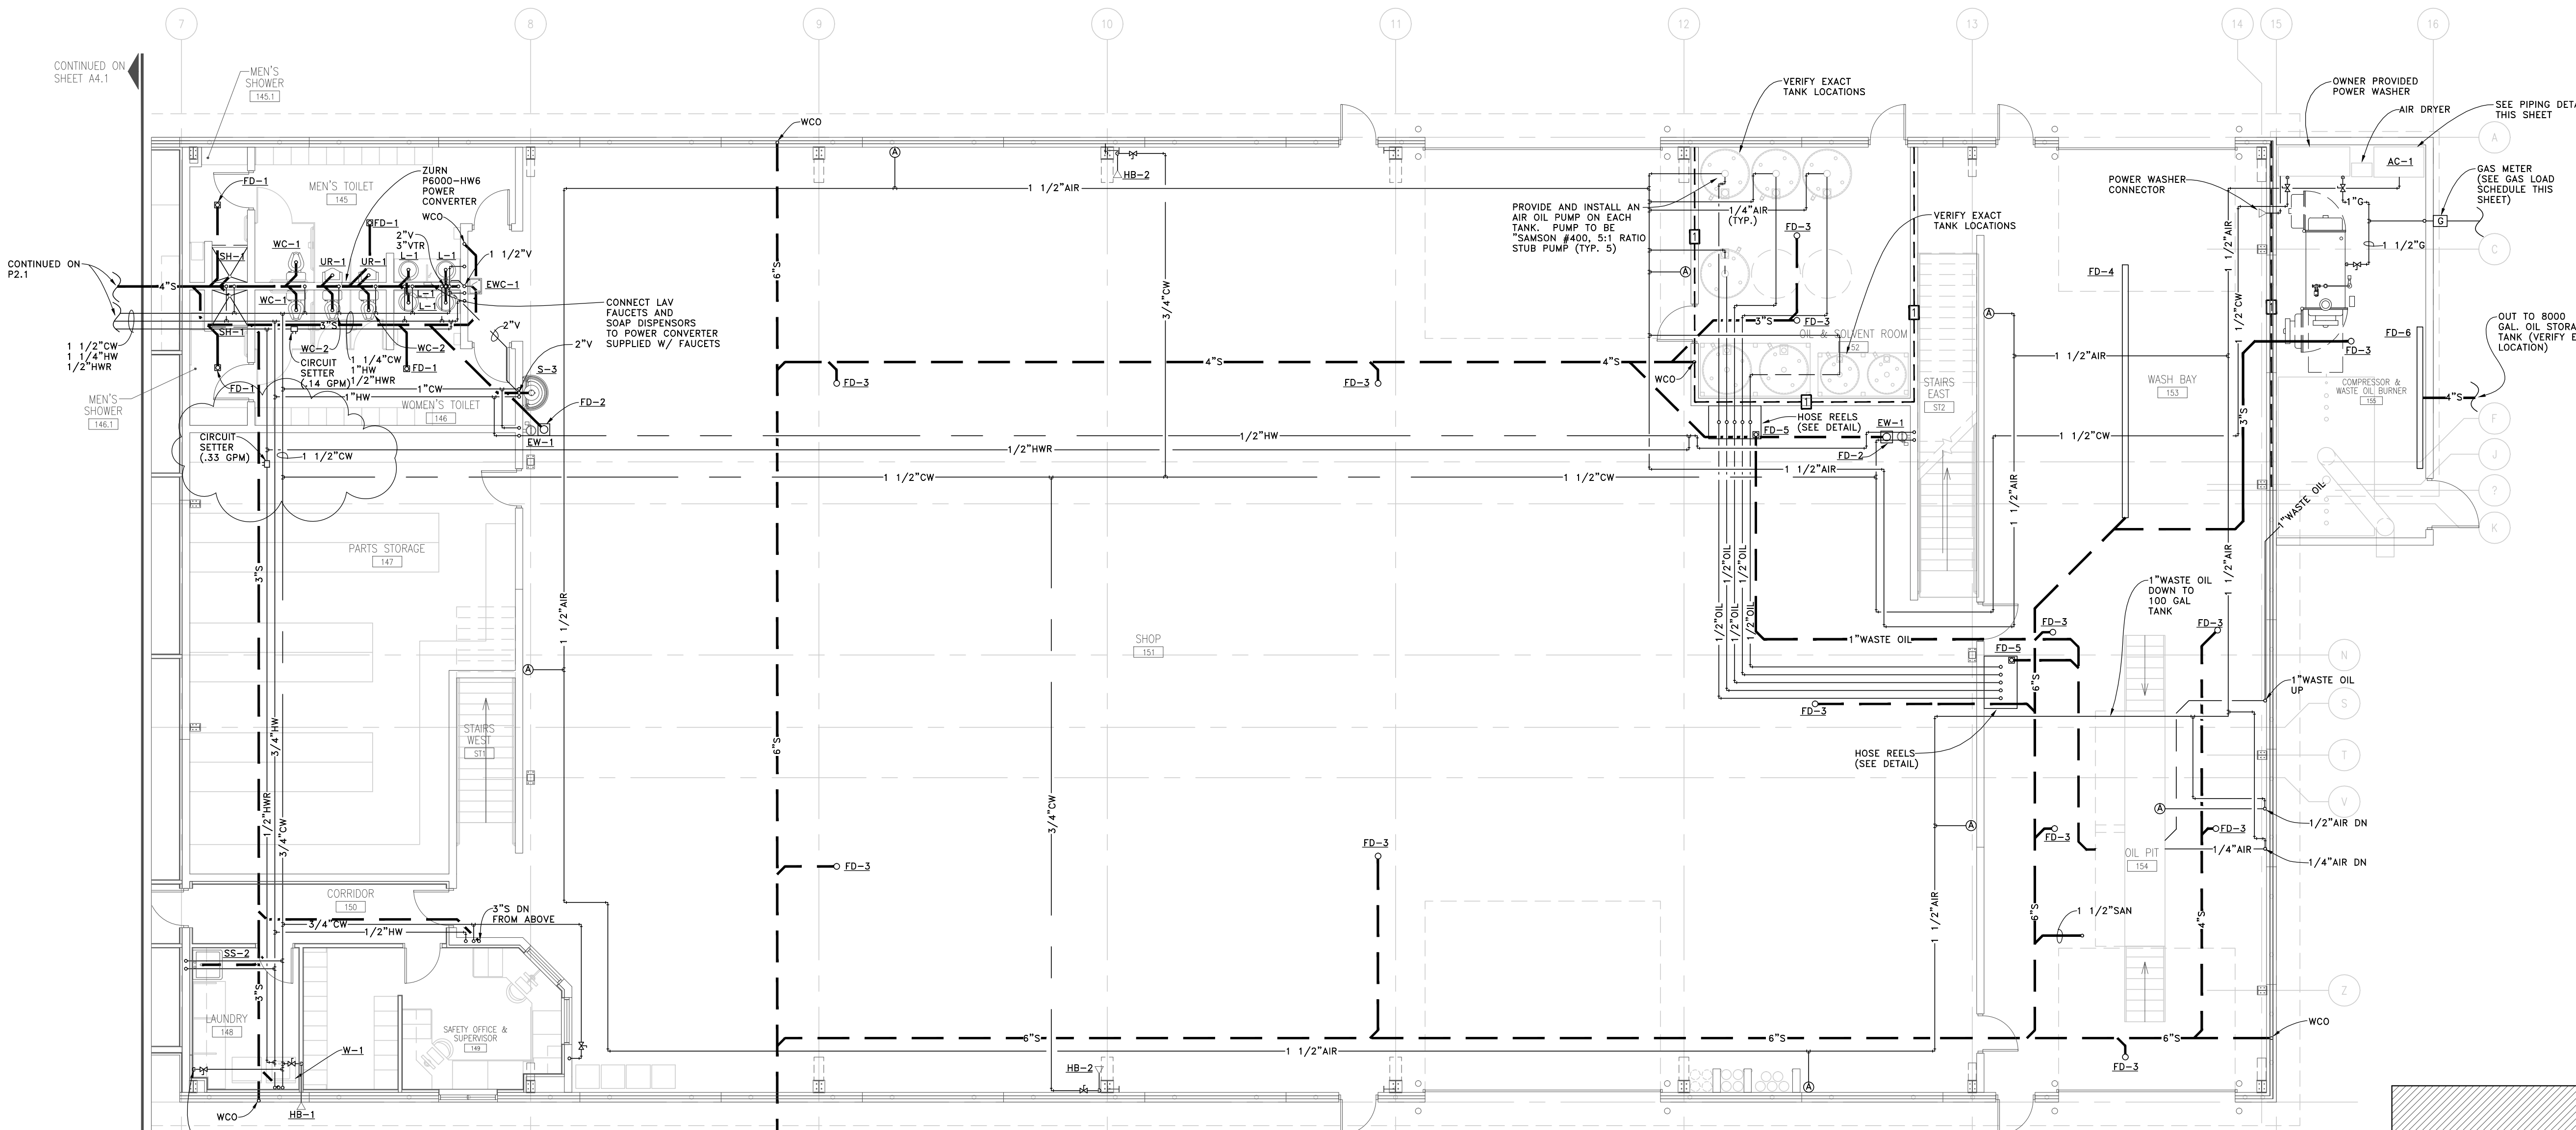 7
8
9
10
11
12
13
14
15
16
CONTINUED ON
SHEET A4.1
MEN'S
SHOWER
145.1
MEN'S TOILET
145
ZURN
P6000-HW6
POWER
CONVERTER
WCO
WCO
2"V
3"VTR
1 1/2"V
FD-1
FD-1
WC-1
UR-1
UR-1
L-1
L-1
SH-1
CONTINUED ON
P2.1
4"S
EWC-1
WC-1
L-1
L-1
CONNECT LAV
FAUCETS AND
SOAP DISPENSORS
TO POWER CONVERTER
SUPPLIED W/ FAUCETS
SH-1
3"S
2"V
2"V
1 1/2"CW
1 1/4"HW
1/2"HWR
WC-2
WC-2
CIRCUIT
SETTER
(.14 GPM)
1 1/4"CW
1"HW
1/2"HWR
FD-1
FD-1
1"CW
1"HW
S-3
FD-2
MEN'S
SHOWER
146.1
WOMEN'S TOILET
146
EW-1
CIRCUIT
SETTER
(.33 GPM)
1 1/2"CW
1/2"HW
1/2"HWR
1 1/2"CW
1 1/2"CW
PARTS STORAGE
147
3"S
3/4"HW
1/2"HWR
3/4"CW
STAIRS
WEST
ST1
CORRIDOR
150
3"S DN
FROM ABOVE
3/4"CW
1/2"HW
SS-2
3"S
LAUNDRY
148
SAFETY OFFICE &
SUPERVISOR
149
W-1
WCO
HB-1
1 1/2"AIR
1 1/2"AIR
6"S
6"S
4"S
4"S
FD-3
FD-3
HB-2
3/4"CW
3/4"CW
SHOP
151
FD-3
FD-3
6"S
6"S
6"S
1 1/2"AIR
HB-2
A
A
A
A
A
A
A
VERIFY EXACT
TANK LOCATIONS
PROVIDE AND INSTALL AN
AIR OIL PUMP ON EACH
TANK. PUMP TO BE
"SAMSON #400, 5:1 RATIO
STUB PUMP (TYP. 5)
1/4"AIR
(TYP.)
VERIFY EXACT
TANK LOCATIONS
FD-3
3"S
FD-3
OIL & SOLVENT ROOM
52
1
1
1
1
WCO
HOSE REELS
(SEE DETAIL)
FD-5
EW-1
FD-2
1 1/2"AIR
1/2"OIL
1/2"OIL
1/2"OIL
1/2"OIL
1/2"OIL
1"WASTE OIL
STAIRS
EAST
ST2
1 1/2"AIR
1 1/2"AIR
1 1/2"CW
1 1/2"AIR
1 1/2"CW
FD-4
WASH BAY
153
3"S
1 1/2"AIR
1"WASTE OIL
DOWN TO
100 GAL
TANK
FD-3
FD-3
FD-5
6"S
FD-3
HOSE REELS
(SEE DETAIL)
1 1/2"AIR
FD-3
FD-3
OIL PIT
154
1/4"AIR
6"S
4"S
1 1/2"SAN
FD-3
WCO
1"WASTE OIL
1"WASTE OIL
UP
1/2"AIR DN
1/4"AIR DN
OWNER PROVIDED
POWER WASHER
AIR DRYER
SEE PIPING DETA
THIS SHEET
AC-1
POWER WASHER
CONNECTOR
1"G
GAS METER
(SEE GAS LOAD
SCHEDULE THIS
SHEET)
G
1 1/2"G
FD-6
FD-3
OUT TO 8000
GAL. OIL STORA
TANK (VERIFY E
LOCATION)
COMPRESSOR &
WASTE OIL BURNER
155
4"S
A
C
F
J
?
K
N
S
T
V
Z